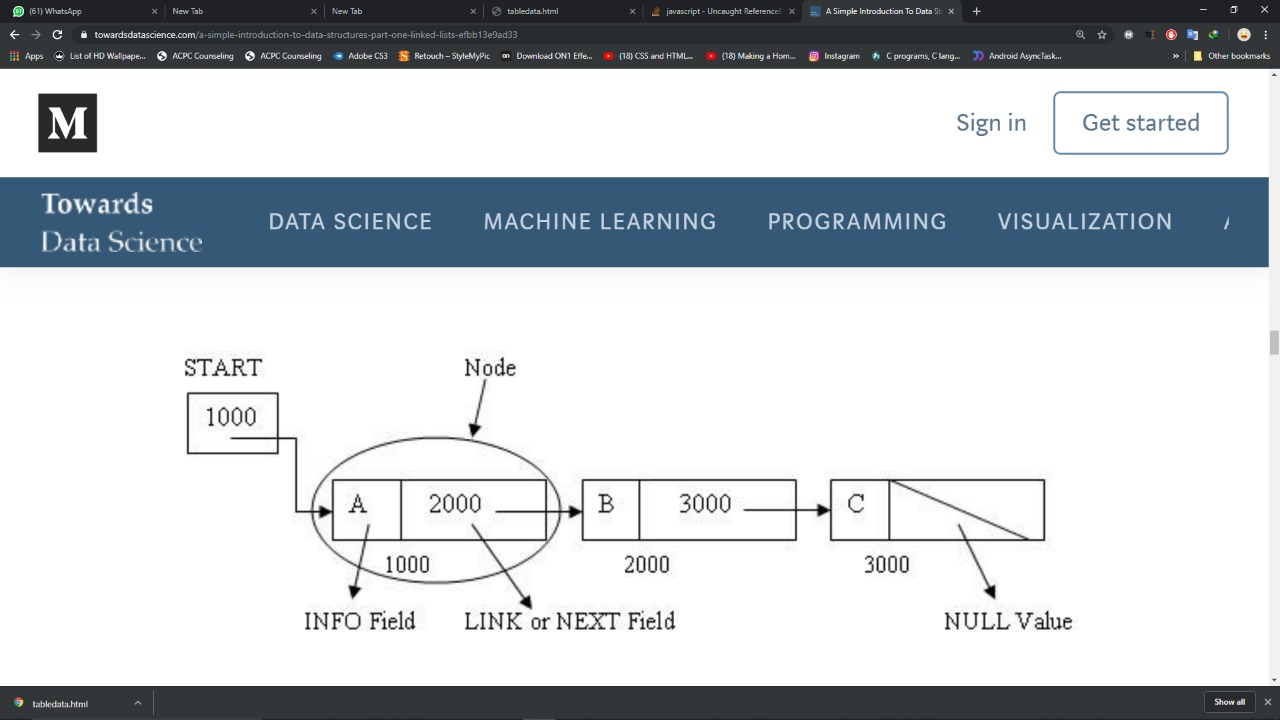 (61) WhatsApp
New Tab
New Tab
tabledata.html
javascript - Uncaught Reference
A Simple Introduction To Data St
towardsdatascience.com/a-simple-introduction-to-data-structures-part-one-linked-lists-efbb13e9ad33
Apps
List of HD Wallpape...
ACPC Counseling
ACPC Counseling
Adobe CS3
Retouch – StyleMyPic
on
Download ON1 Effe...
(18) CSS and HTML...
(18) Making a Hom...
Instagram
C programs, C lang...
Android AsyncTask...
»
Other bookmarks
M
Sign in
Get started
Towards
Data Science
DATA SCIENCE
MACHINE LEARNING
PROGRAMMING
VISUALIZATION
START
Node
1000
A
2000
B
3000
C
1000
2000
3000
INFO Field
LINK or NEXT Field
NULL Value
tabledata.html
Show all